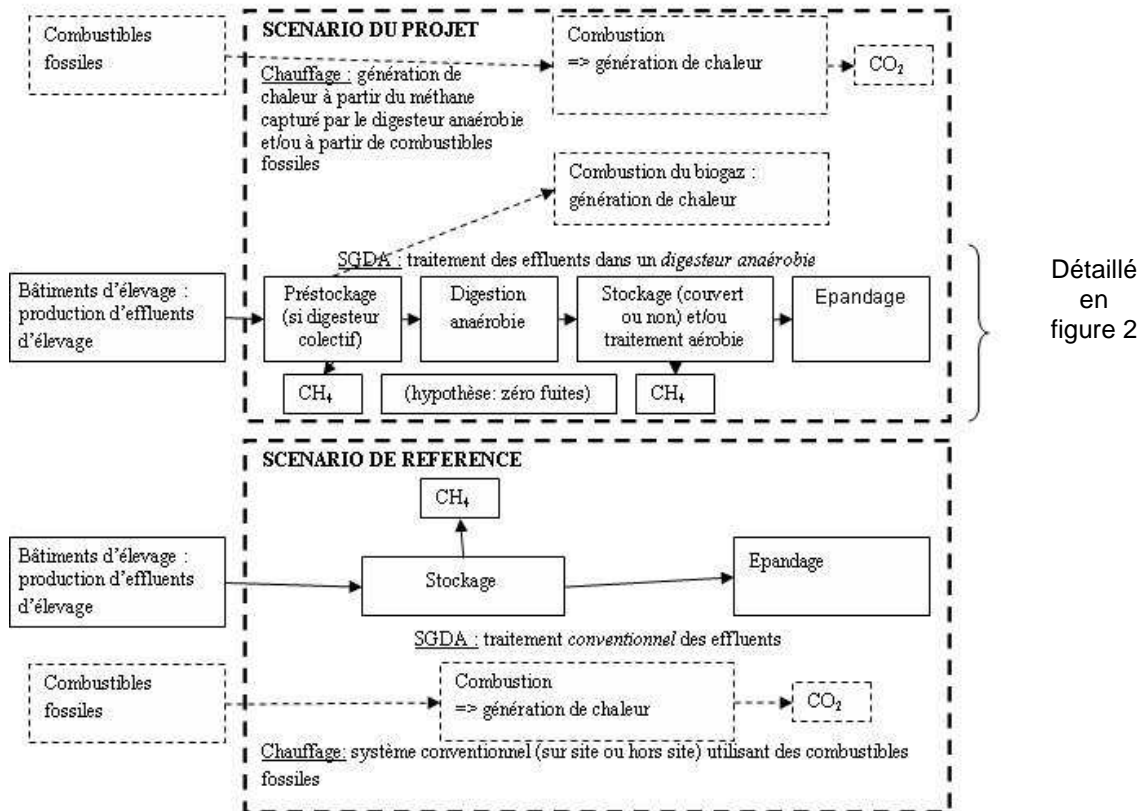 Combustibles
fossiles
SCENARIO DU PROJET
Chauffage : génération de
chaleur à partir du méthane
capturé par le digesteur anaérobie
et/ou à partir de combustibles
fossiles
Combustion
=> génération de chaleur
CO₂
Combustion du biogaz :
génération de chaleur
SGDA : traitement des effluents dans un digesteur anaérobie
Bâtiments d’élevage :
production d’effluents
d’élevage
Préstockage
(si digesteur
colectif)
Digestion
anaérobie
Stockage (couvert
ou non) et/ou
traitement aérobie
Epandage
CH₄
(hypothèse: zéro fuites)
CH₄
Détaillé
en
figure 2
SCENARIO DE REFERENCE
CH₄
Bâtiments d’élevage :
production d’effluents
d’élevage
Stockage
Epandage
SGDA : traitement conventionnel des effluents
Combustibles
fossiles
Combustion
=> génération de chaleur
CO₂
Chauffage: système conventionnel (sur site ou hors site) utilisant des combustibles
fossiles